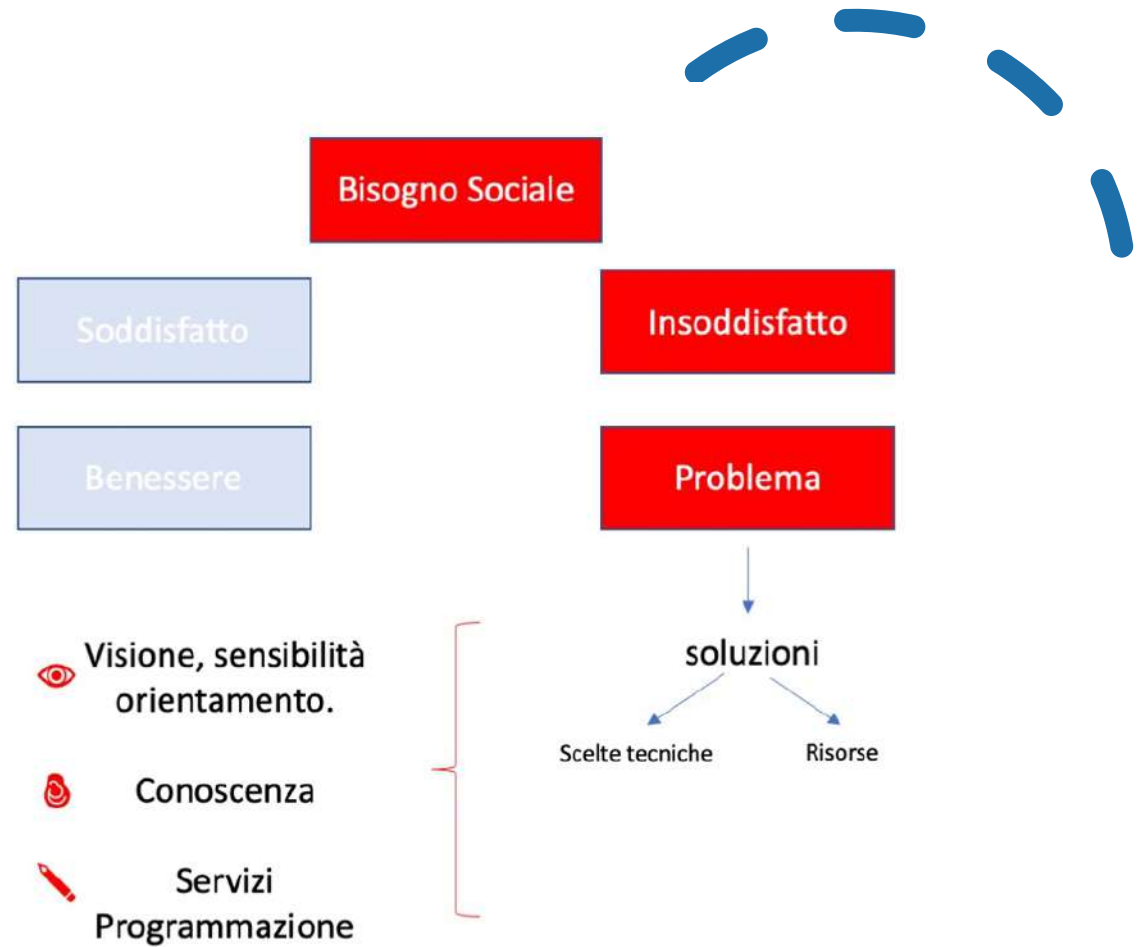 Bisogno Sociale
Soddisfatto
Insoddisfatto
Benessere
Problema
Visione, sensibilità
orientamento.
soluzioni
Scelte tecniche
Risorse
Conoscenza
Servizi
Programmazione